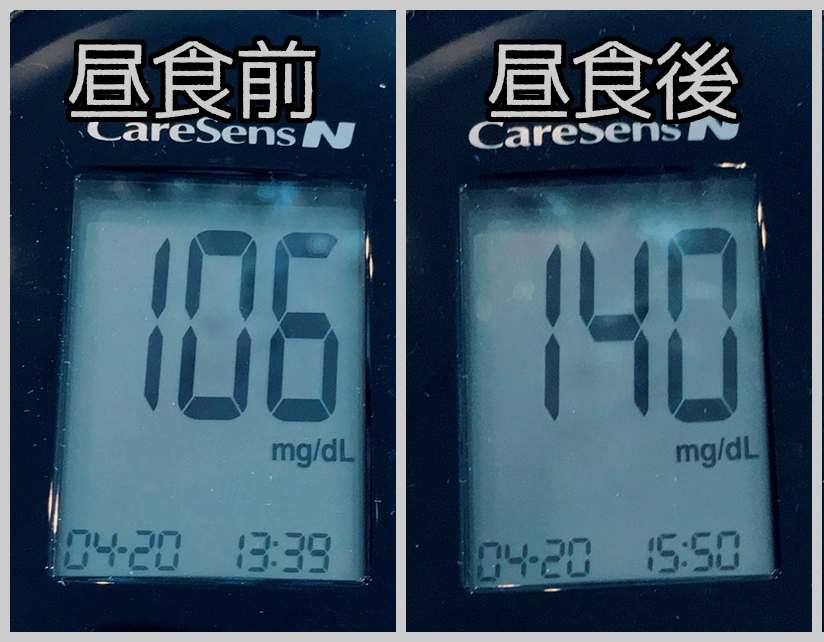 昼食前
CareSens N
106
mg/dL
04-20 13:39
昼食後
CareSens N
140
mg/dL
04-20 15:50